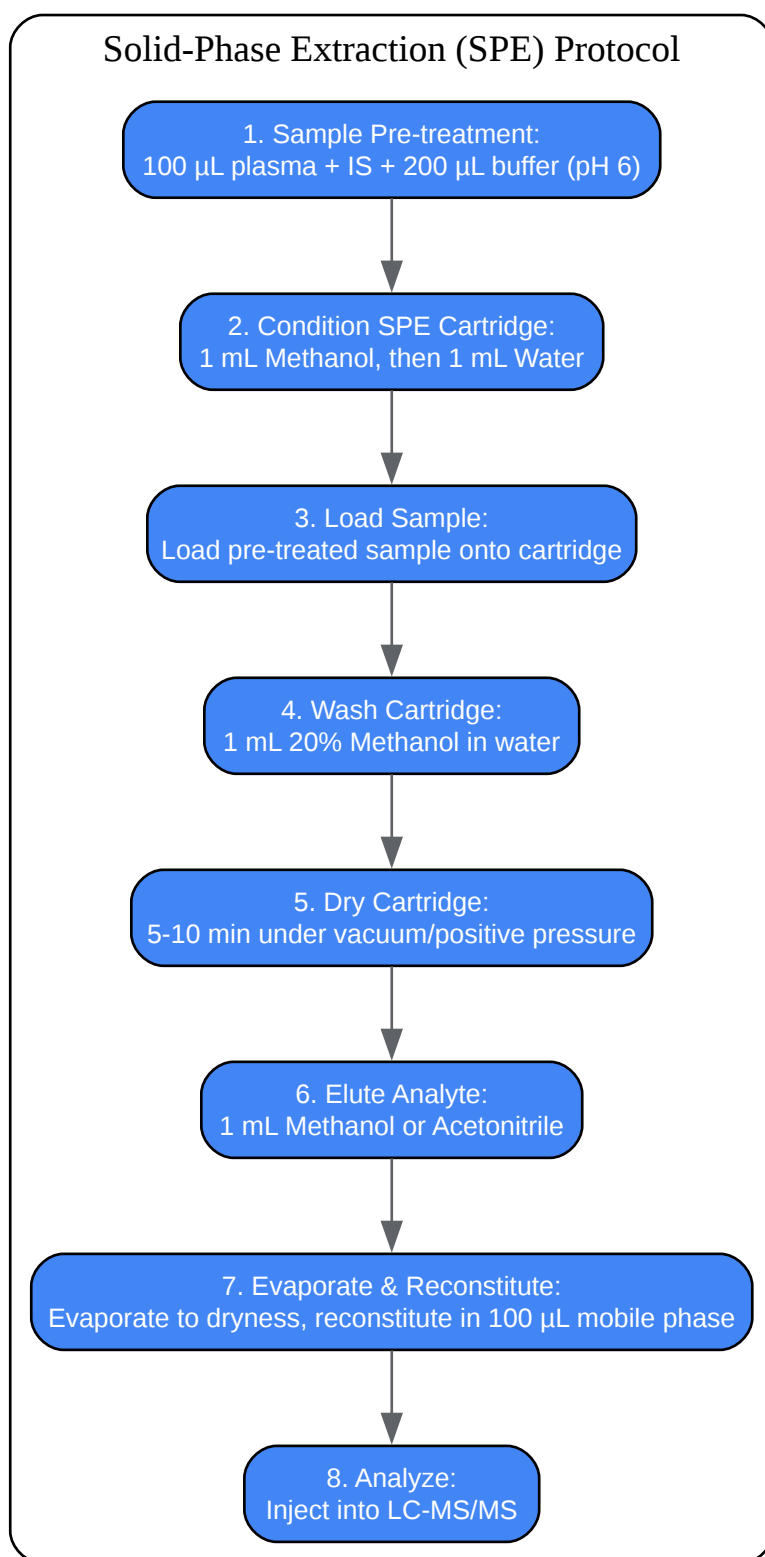 Solid-Phase Extraction (SPE) Protocol
1. Sample Pre-treatment:
100 µL plasma + IS + 200 µL buffer (pH 6)
2. Condition SPE Cartridge:
1 mL Methanol, then 1 mL Water
3. Load Sample:
Load pre-treated sample onto cartridge
4. Wash Cartridge:
1 mL 20% Methanol in water
5. Dry Cartridge:
5-10 min under vacuum/positive pressure
6. Elute Analyte:
1 mL Methanol or Acetonitrile
7. Evaporate & Reconstitute:
Evaporate to dryness, reconstitute in 100 µL mobile phase
8. Analyze:
Inject into LC-MS/MS